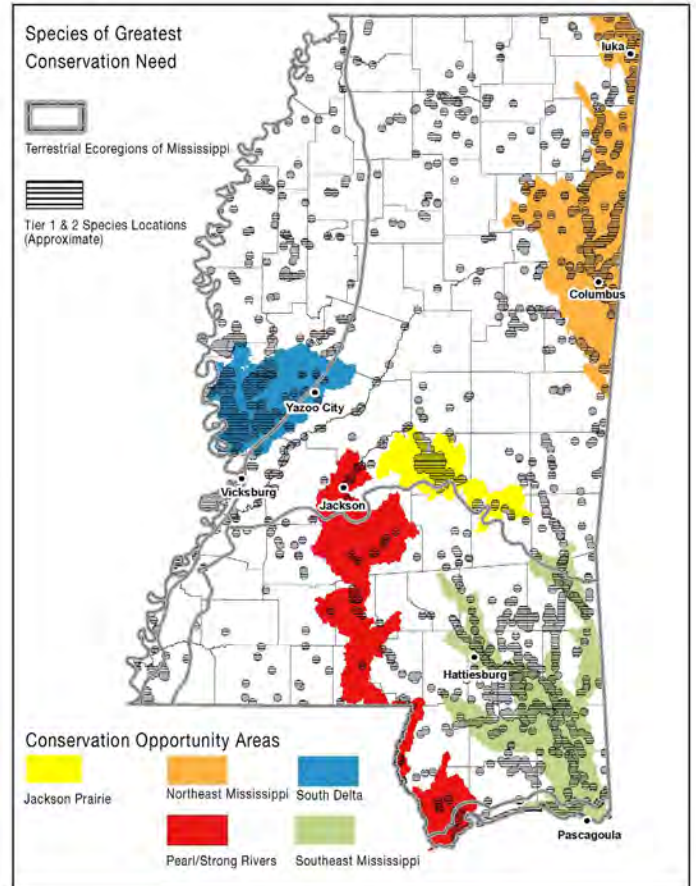 Species of Greatest
Conservation Need
Terrestrial Ecoregions of Mississippi
Tier 1 & 2 Species Locations
(Approximate)
Iuka
Columbus
Yazoo City
Vicksburg
Jackson
Hattiesburg
Pascagoula
Conservation Opportunity Areas
Jackson Prairie
Northeast Mississippi
South Delta
Pearl/Strong Rivers
Southeast Mississippi